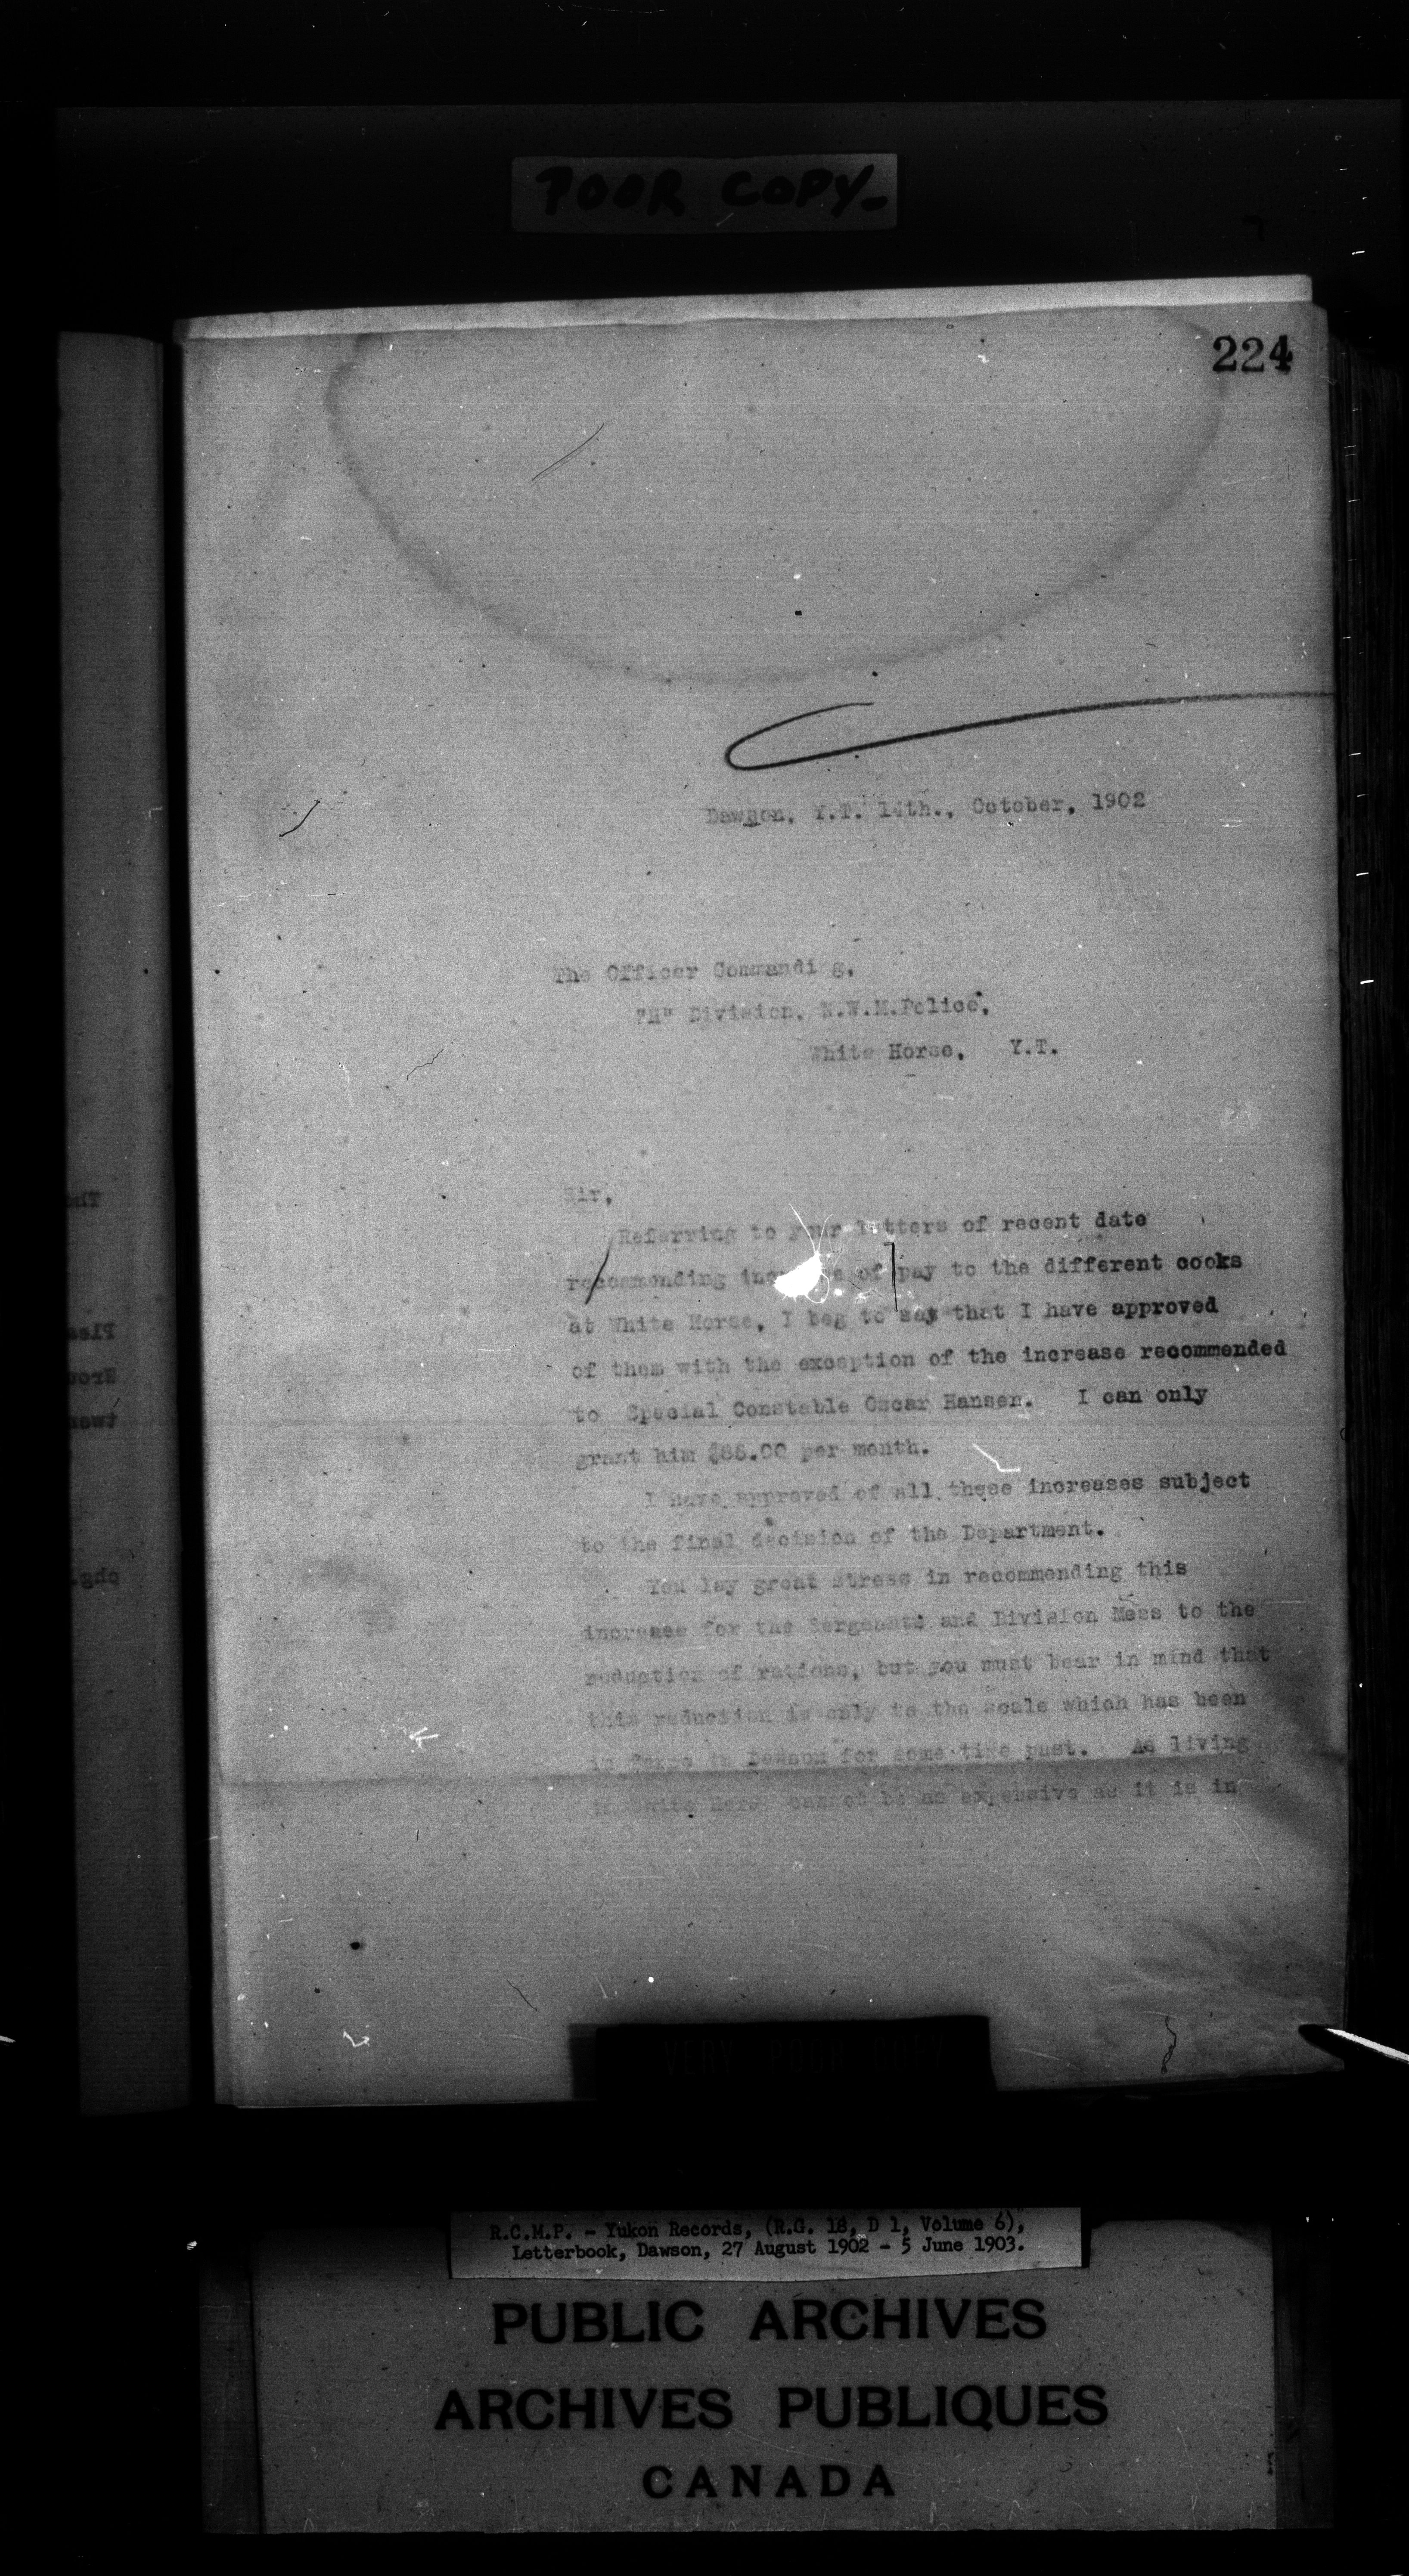 POOR COPY-
224
Dawson, Y.T. 14th., October, 1902
The Officer Commandi g,
"H" Division, N.W.M.Police,
White Horse, Y.T.
Sir,
Referring to your letters of recent date
recommending increase of pay to the different cooks
at White Horse, I beg to say that I have approved
of them with the exception of the increase recommended
to Special Constable Oscar Hansen. I can only
grant him per month.
I have approved of all these increases subject
to the final decision of the Department.
You lay great stress in recommending this
increase for the Sergeants and Division Mess to the
reduction of rations, but you must bear in mind that
this reduction is only to the scale which has been
in force in Dawson for some time past. As living
in White Horse cannot be as expensive as it is in
VERY POOR COPY
R.C.M.P. - Yukon Records, (R.G. 18, D 1, Volume 6),
Letterbook, Dawson, 27 August 1902 - 5 June 1903.
PUBLIC ARCHIVES
ARCHIVES PUBLIQUES
CANADA